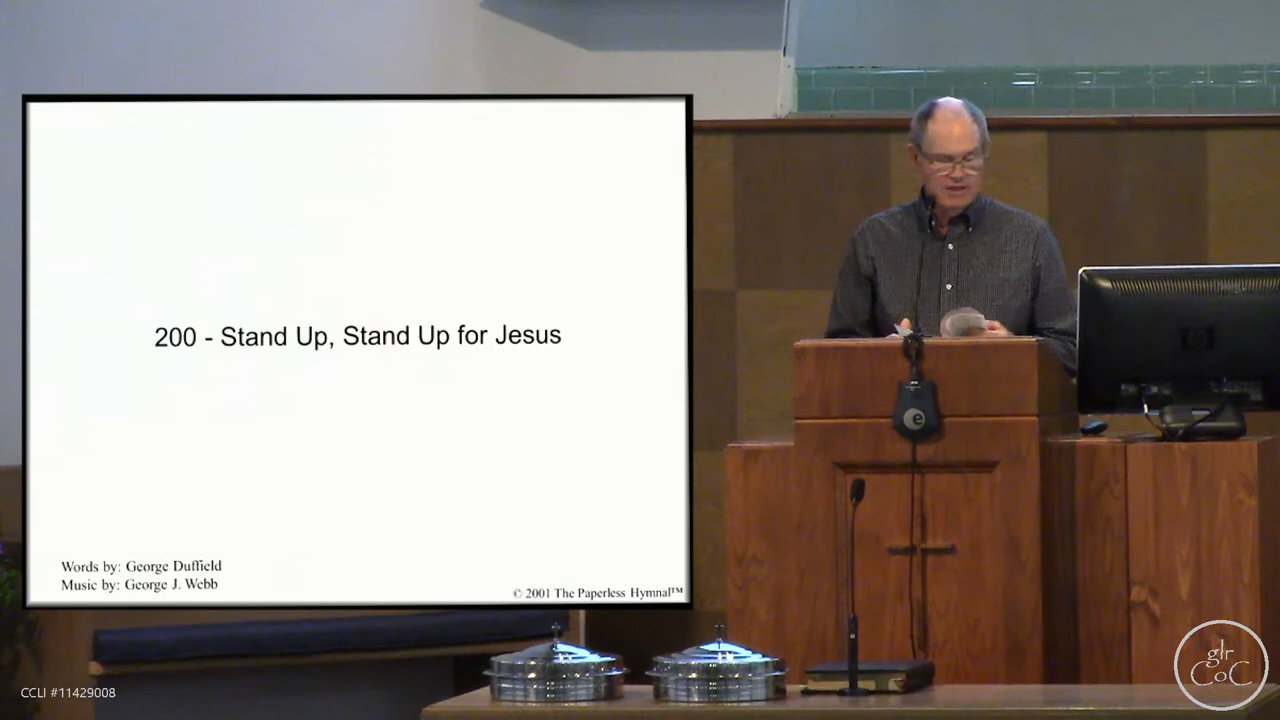 200 - Stand Up, Stand Up for Jesus
Words by: George Duffield
Music by: George J. Webb
© 2001 The Paperless Hymnal™
e
hp
CCLI #11429008
glr
CoC